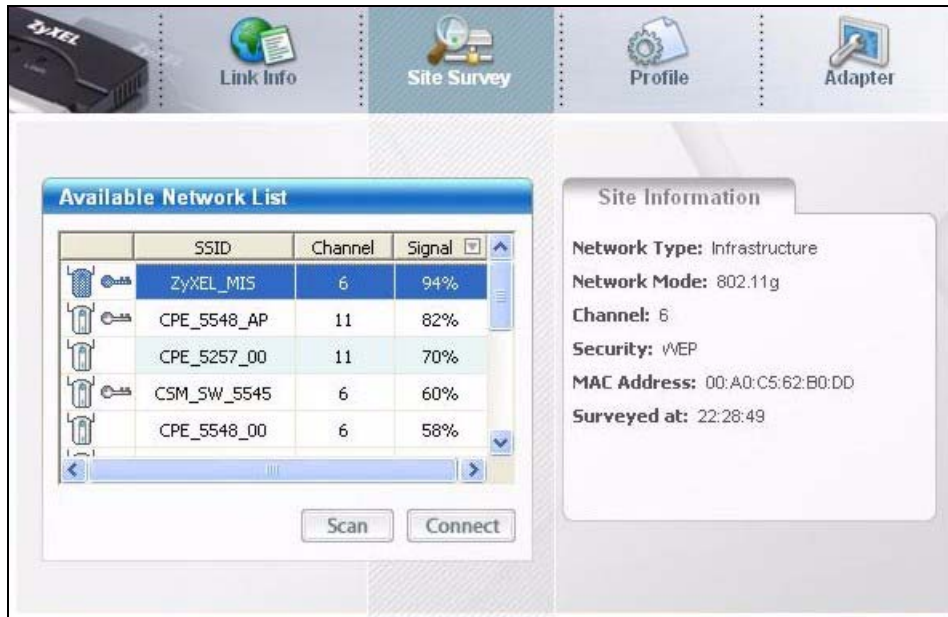 ZyXEL
Link Info
Site Survey
Profile
Adapter
Available Network List
SSID Channel Signal
ZyXEL_MIS 6 94%
CPE_5548_AP 11 82%
CPE_5257_00 11 70%
CSM_SW_5545 6 60%
CPE_5548_00 6 58%
Scan Connect
Site Information
Network Type: Infrastructure
Network Mode: 802.11g
Channel: 6
Security: WEP
MAC Address: 00:A0:C5:62:B0:DD
Surveyed at: 22:28:49